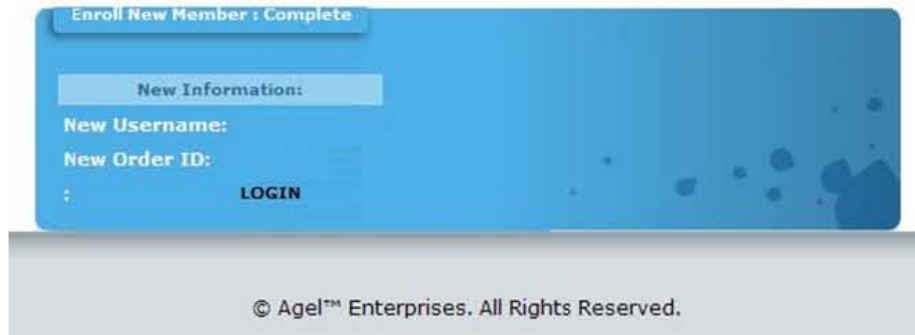 Enroll New Member : Complete
New Information:
New Username:
New Order ID:
: LOGIN
© Agel™ Enterprises. All Rights Reserved.